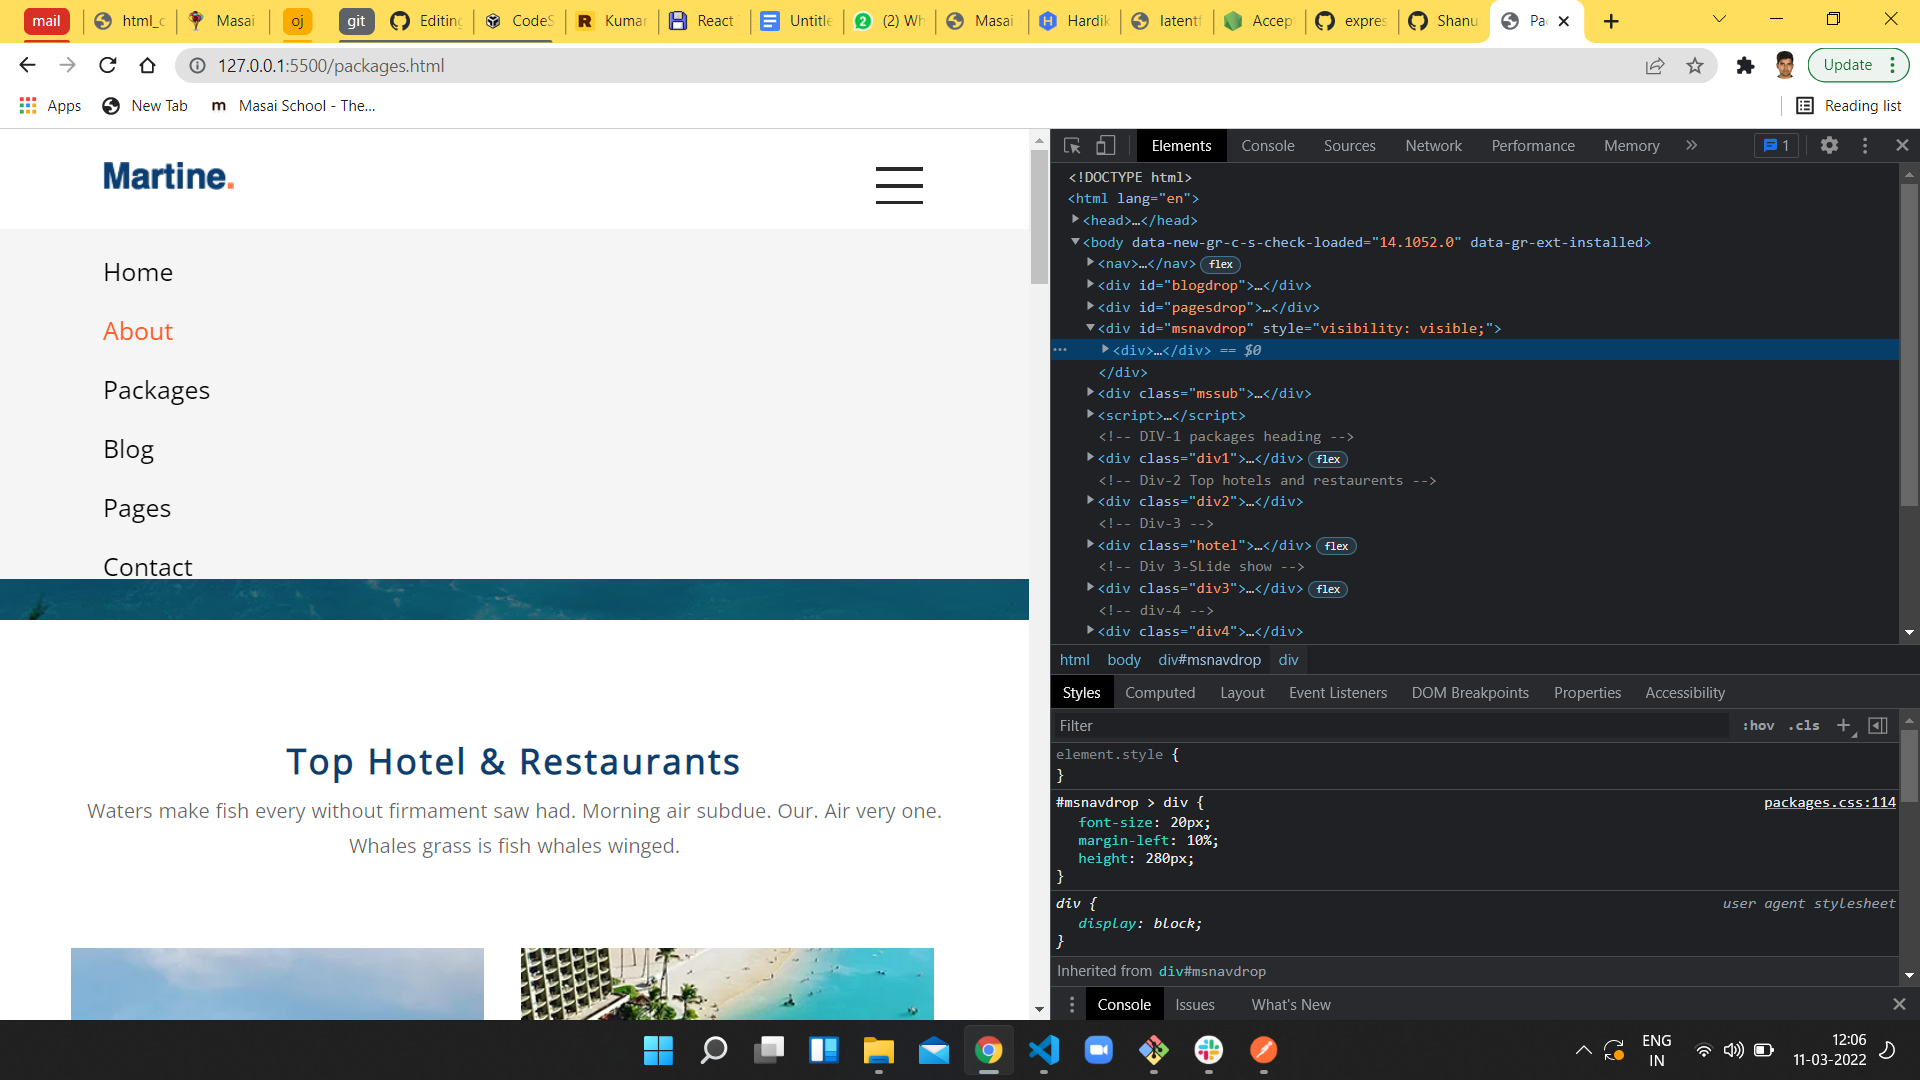 mail
html_c
Masai
oj
git
Editing
CodeS
Kumar
React
Untitle
(2) Wh
Masai
Hardik
latentf
Accep
expres
Shanu
Pac
127.0.0.1:5500/packages.html
Update
Apps
New Tab
Masai School - The...
Reading list
Martine.
Home
About
Packages
Blog
Pages
Contact
Top Hotel & Restaurants
Waters make fish every without firmament saw had. Morning air subdue. Our. Air very one.
Whales grass is fish whales winged.
Elements
Console
Sources
Network
Performance
Memory
»
1
<!DOCTYPE html>
<html lang="en">
<head>…</head>
<body data-new-gr-c-s-check-loaded="14.1052.0" data-gr-ext-installed>
<nav>…</nav> flex
<div id="blogdrop">…</div>
<div id="pagesdrop">…</div>
<div id="msnavdrop" style="visibility: visible;">
<div>…</div> == $0
</div>
<div class="mssub">…</div>
<script>…</script>
<!-- DIV-1 packages heading -->
<div class="div1">…</div> flex
<!-- Div-2 Top hotels and restaurents -->
<div class="div2">…</div>
<!-- Div-3 -->
<div class="hotel">…</div> flex
<!-- Div 3-SLide show -->
<div class="div3">…</div> flex
<!-- div-4 -->
<div class="div4">…</div>
html body div#msnavdrop div
Styles
Computed
Layout
Event Listeners
DOM Breakpoints
Properties
Accessibility
Filter
:hov .cls +
element.style {
}
#msnavdrop > div { packages.css:114
font-size: 20px;
margin-left: 10%;
height: 280px;
}
div { user agent stylesheet
display: block;
}
Inherited from div#msnavdrop
Console
Issues
What's New
ENG
IN
12:06
11-03-2022